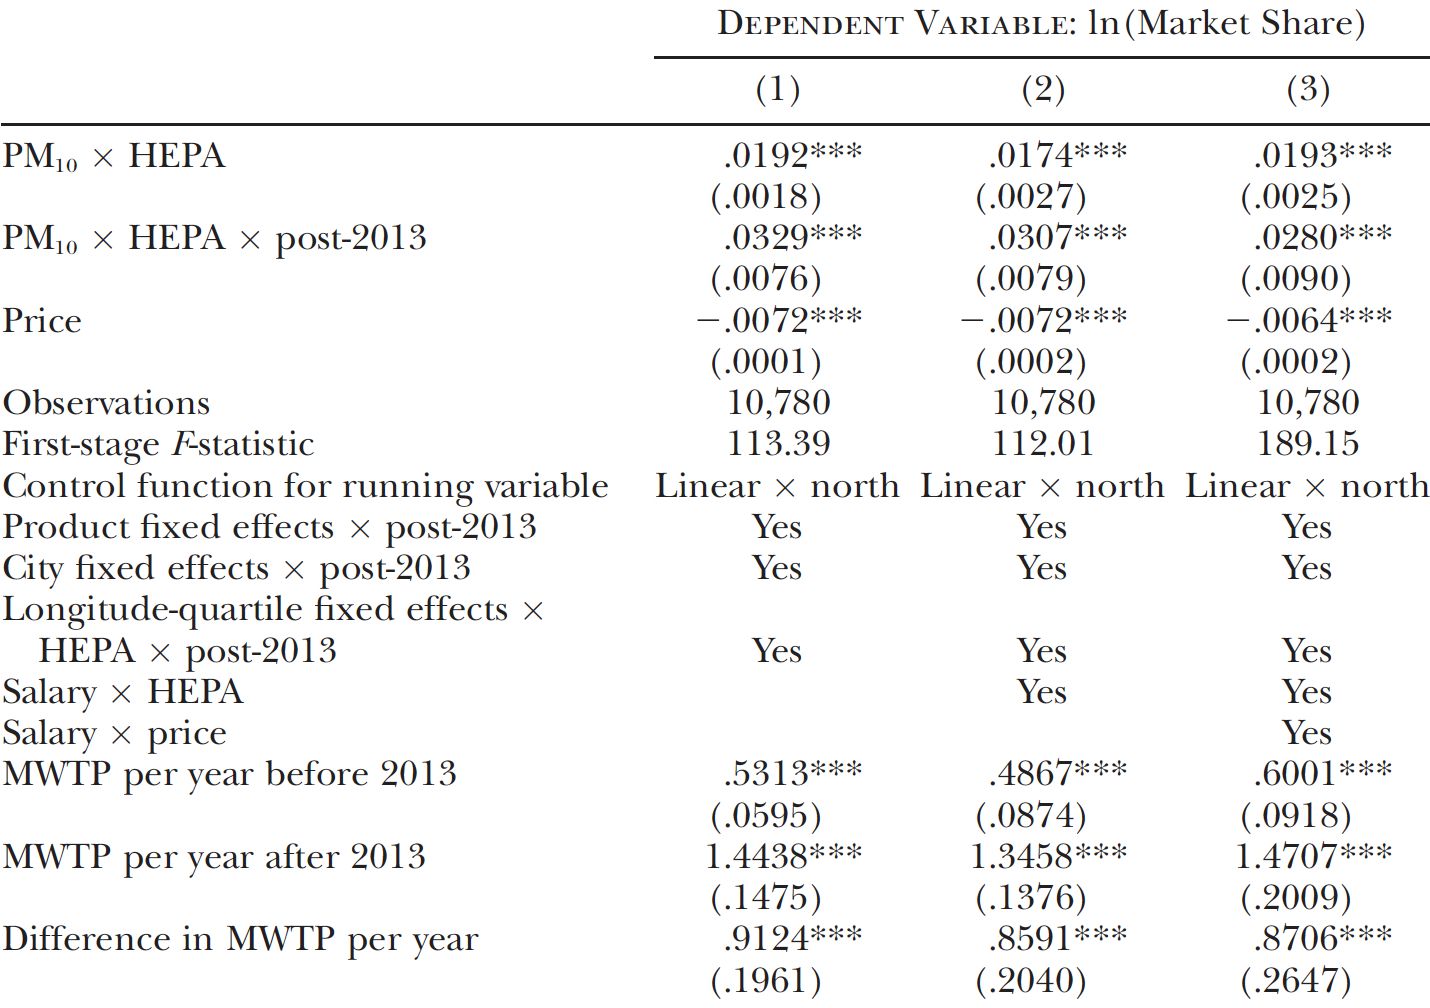 DEPENDENT VARIABLE: ln(Market Share)
(1) (2) (3)
PM₁₀ × HEPA .0192*** .0174*** .0193***
(.0018) (.0027) (.0025)
PM₁₀ × HEPA × post-2013 .0329*** .0307*** .0280***
(.0076) (.0079) (.0090)
Price −.0072*** −.0072*** −.0064***
(.0001) (.0002) (.0002)
Observations 10,780 10,780 10,780
First-stage F-statistic 113.39 112.01 189.15
Control function for running variable Linear × north Linear × north Linear × north
Product fixed effects × post-2013 Yes Yes Yes
City fixed effects × post-2013 Yes Yes Yes
Longitude-quartile fixed effects ×
HEPA × post-2013 Yes Yes Yes
Salary × HEPA Yes Yes
Salary × price Yes
MWTP per year before 2013 .5313*** .4867*** .6001***
(.0595) (.0874) (.0918)
MWTP per year after 2013 1.4438*** 1.3458*** 1.4707***
(.1475) (.1376) (.2009)
Difference in MWTP per year .9124*** .8591*** .8706***
(.1961) (.2040) (.2647)